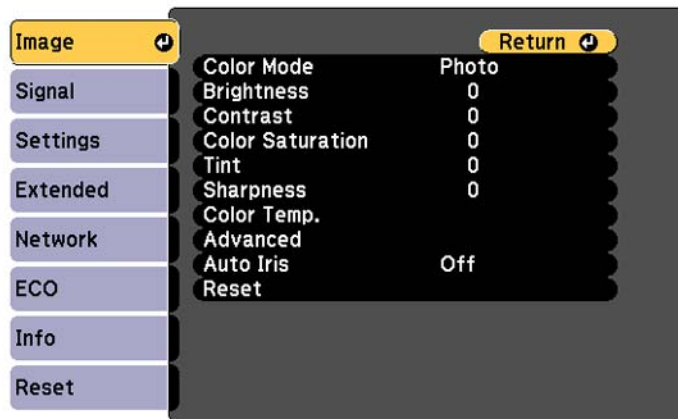 Image
Signal
Settings
Extended
Network
ECO
Info
Reset
Return
Color Mode Photo
Brightness 0
Contrast 0
Color Saturation 0
Tint 0
Sharpness 0
Color Temp.
Advanced
Auto Iris Off
Reset